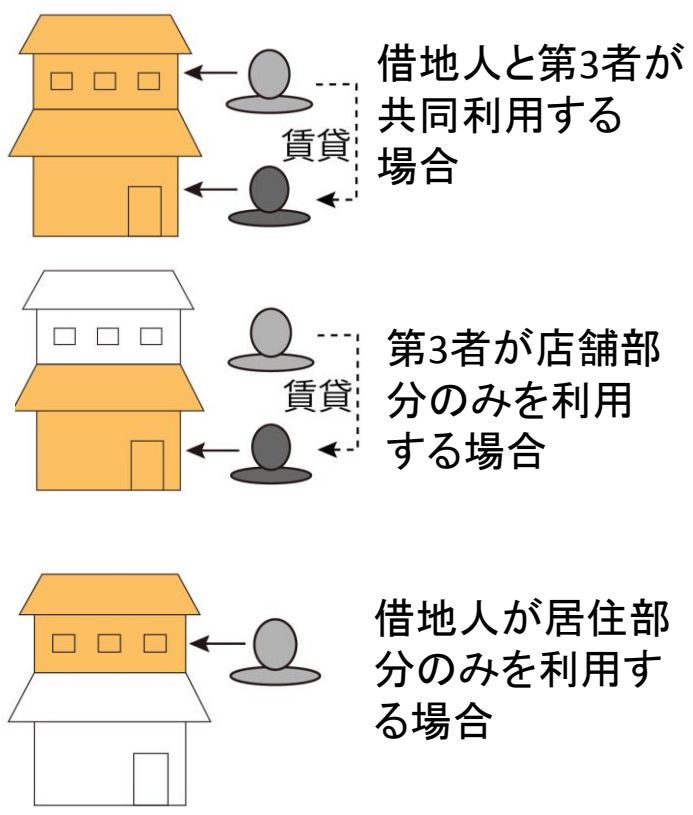 借地人と第3者が
共同利用する
場合
賃貸
第3者が店舗部
分のみを利用
する場合
賃貸
借地人が居住部
分のみを利用す
る場合